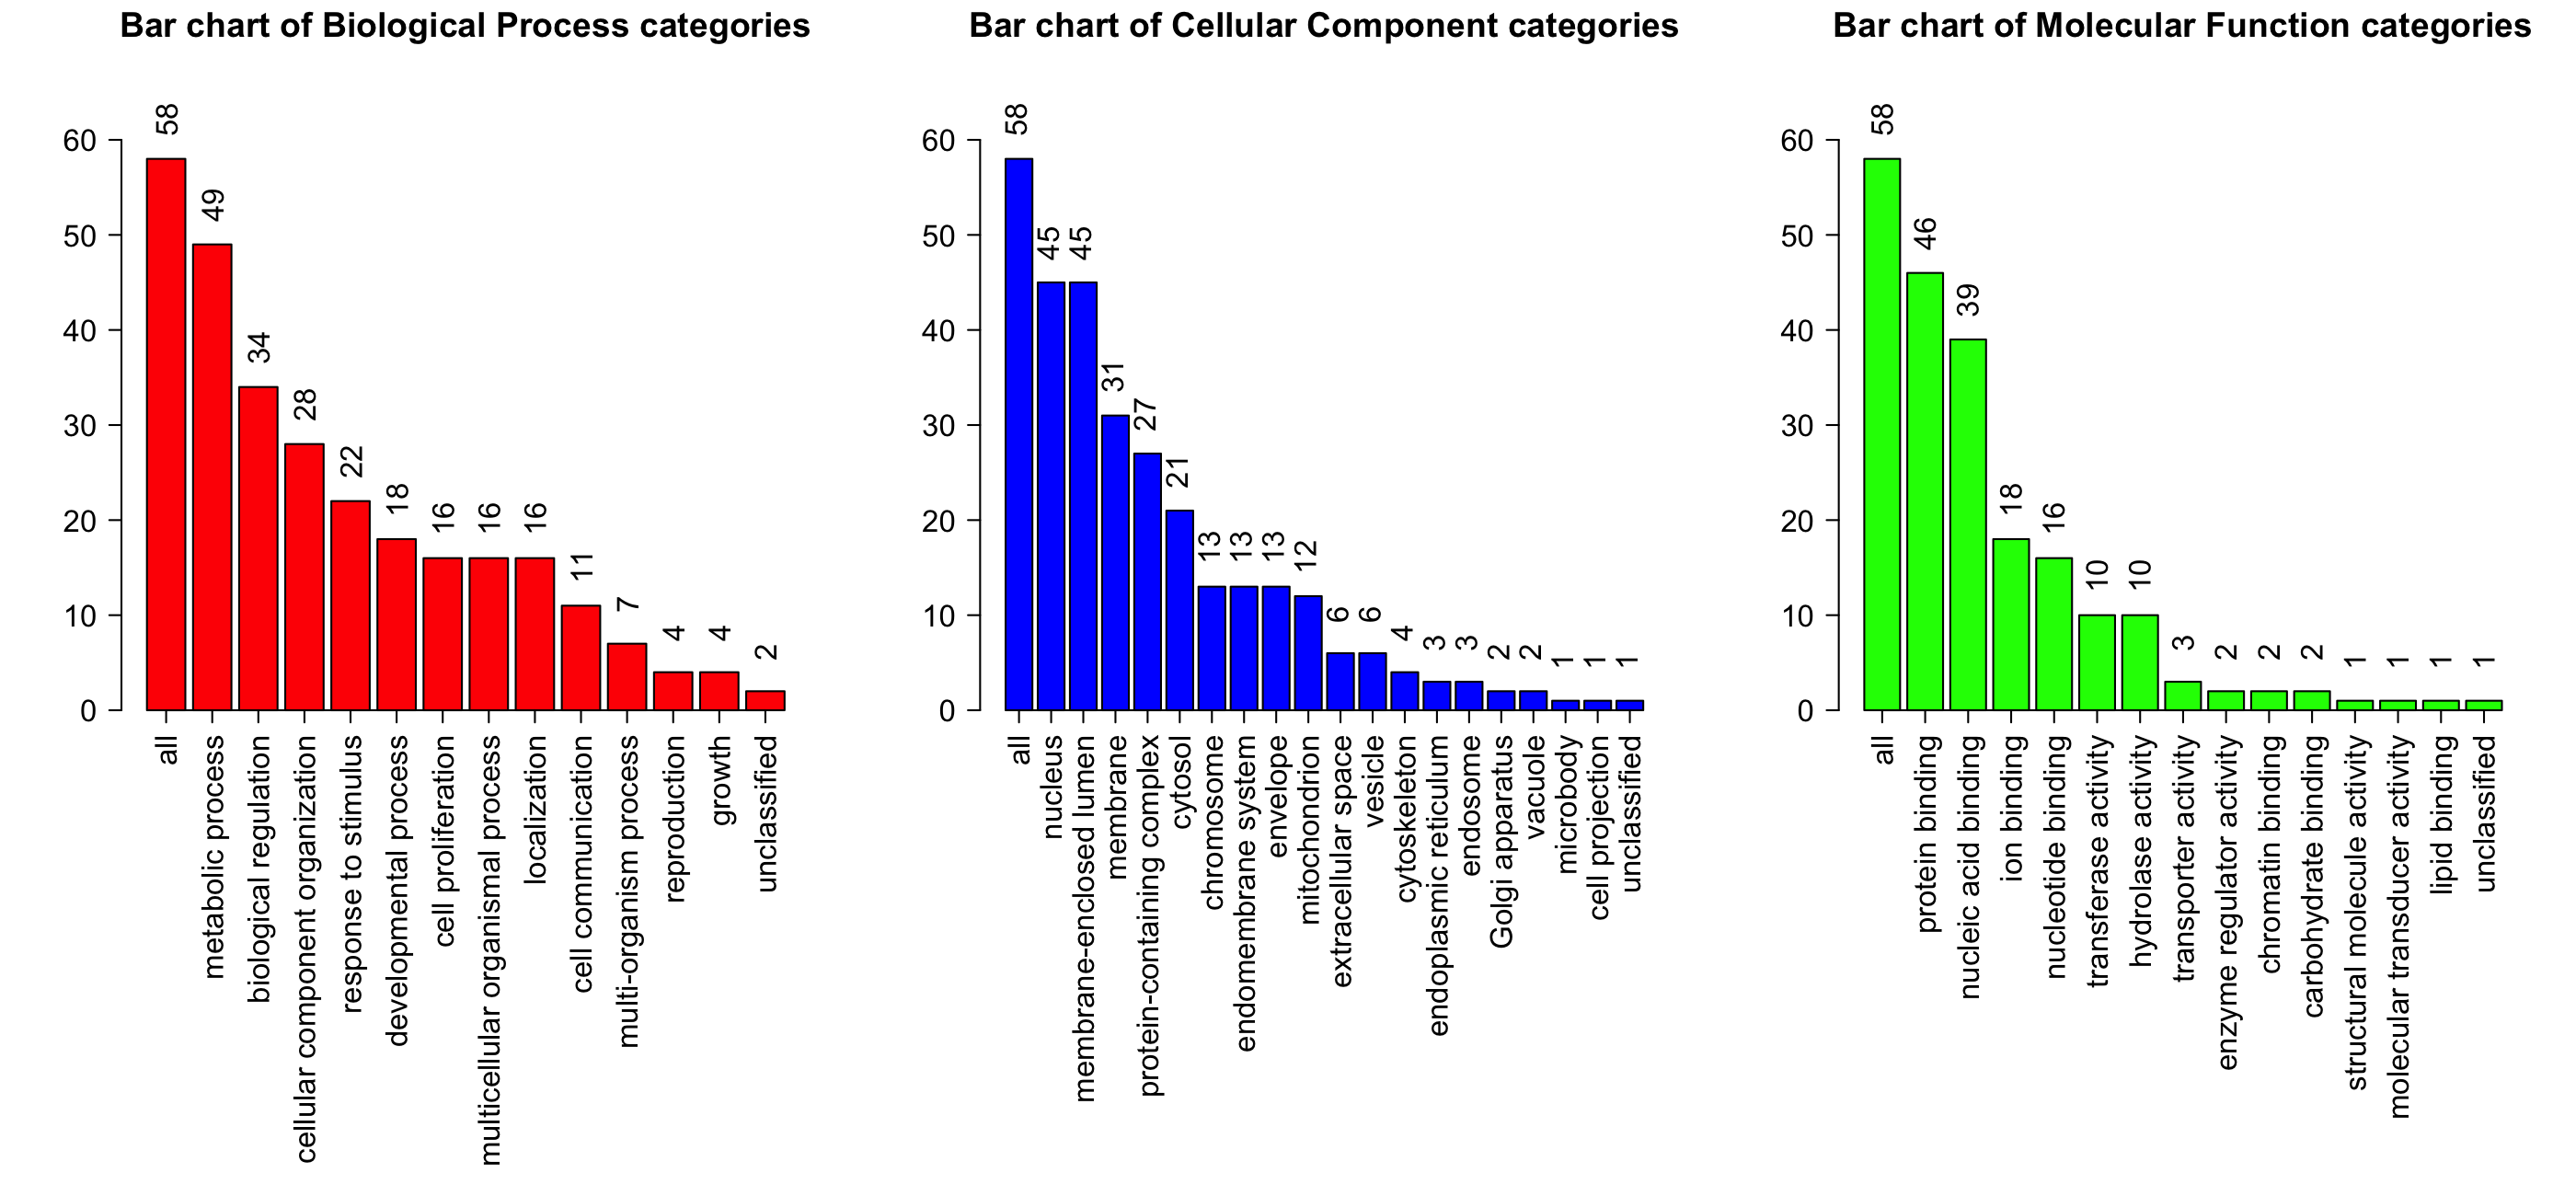 Bar chart of Biological Process categories
60
50
40
30
20
10
0
58
49
34
28
22
18
16
16
16
11
7
4
4
2
all
metabolic process
biological regulation
cellular component organization
response to stimulus
developmental process
cell proliferation
multicellular organismal process
localization
cell communication
multi-organism process
reproduction
growth
unclassified
Bar chart of Cellular Component categories
60
50
40
30
20
10
0
58
45
45
31
27
21
13
13
13
12
6
6
4
3
3
2
2
1
1
1
all
nucleus
membrane-enclosed lumen
membrane
protein-containing complex
cytosol
chromosome
endomembrane system
envelope
mitochondrion
extracellular space
vesicle
cytoskeleton
endoplasmic reticulum
endosome
Golgi apparatus
vacuole
microbody
cell projection
unclassified
Bar chart of Molecular Function categories
60
50
40
30
20
10
0
58
46
39
18
16
10
10
3
2
2
2
1
1
1
1
all
protein binding
nucleic acid binding
ion binding
nucleotide binding
transferase activity
hydrolase activity
transporter activity
enzyme regulator activity
chromatin binding
carbohydrate binding
structural molecule activity
molecular transducer activity
lipid binding
unclassified